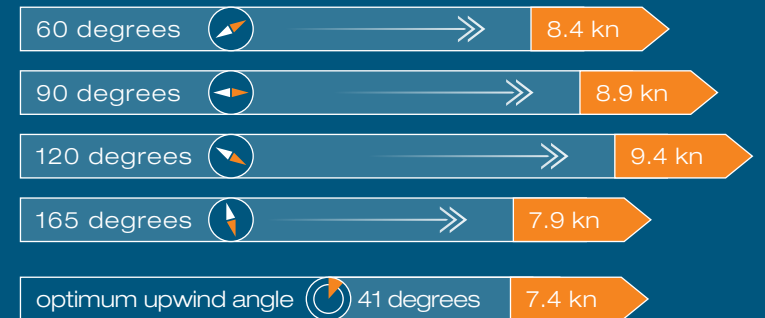 60 degrees 8.4 kn
90 degrees 8.9 kn
120 degrees 9.4 kn
165 degrees 7.9 kn
optimum upwind angle 41 degrees 7.4 kn